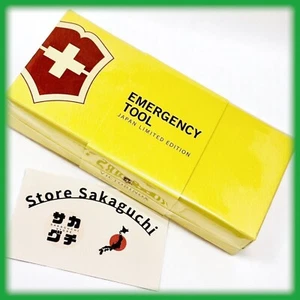 EMERGENCY
TOOL
JAPAN LIMITED EDITION
Store Sakaguchi
サカ
グチ